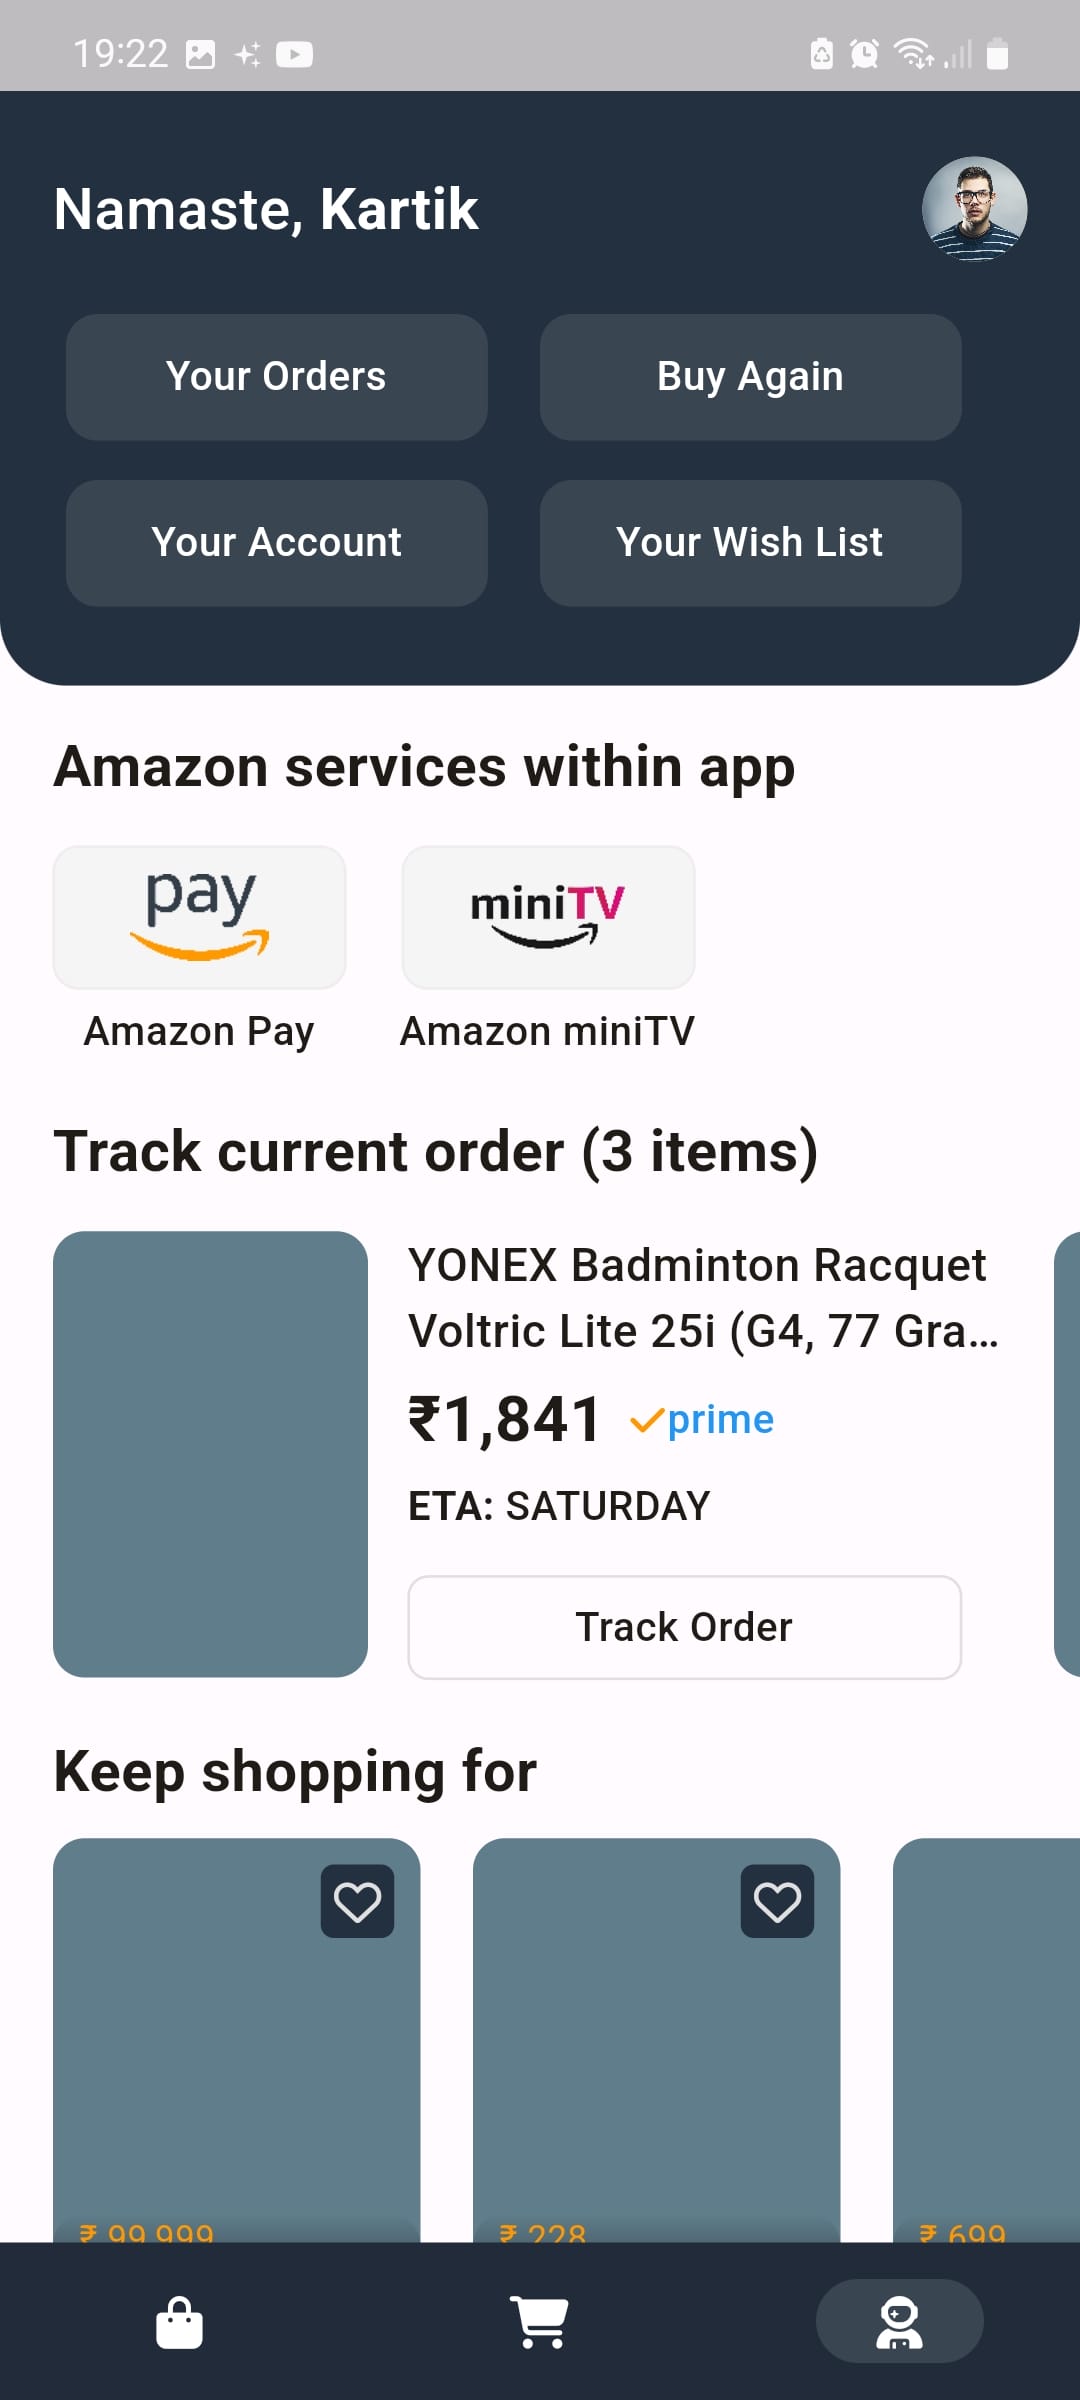 19:22
Namaste, Kartik
Your Orders
Buy Again
Your Account
Your Wish List
Amazon services within app
pay
miniTV
Amazon Pay
Amazon miniTV
Track current order (3 items)
YONEX Badminton Racquet
Voltric Lite 25i (G4, 77 Gra...
₹1,841 prime
ETA: SATURDAY
Track Order
Keep shopping for
₹ 99,999
₹ 228
₹ 699